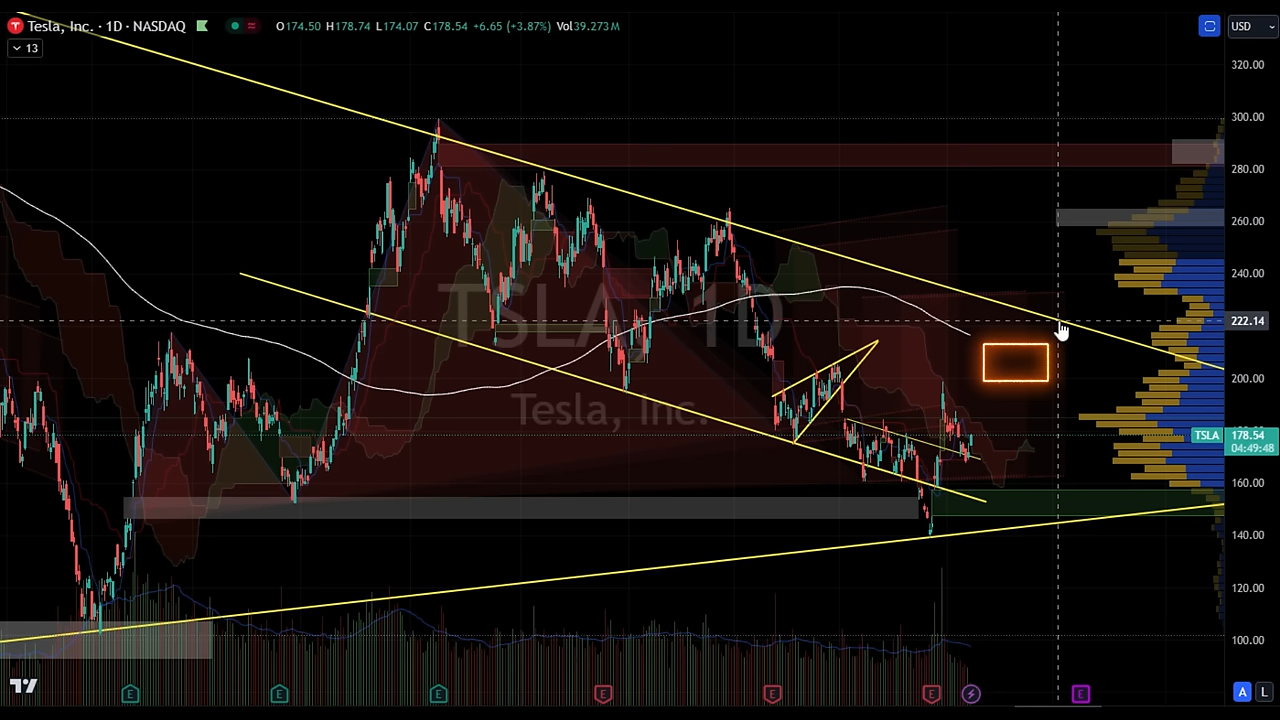 Tesla, Inc. · 1D · NASDAQ O174.50 H178.74 L174.07 C178.54 +6.65 (+3.87%) Vol39.273M USD
13
320.00
300.00
280.00
260.00
240.00
222.14
200.00
TSLA 178.54
04:49:48
160.00
140.00
120.00
100.00
TSLA, 1D
Tesla, Inc.
E E E E E E E
A L